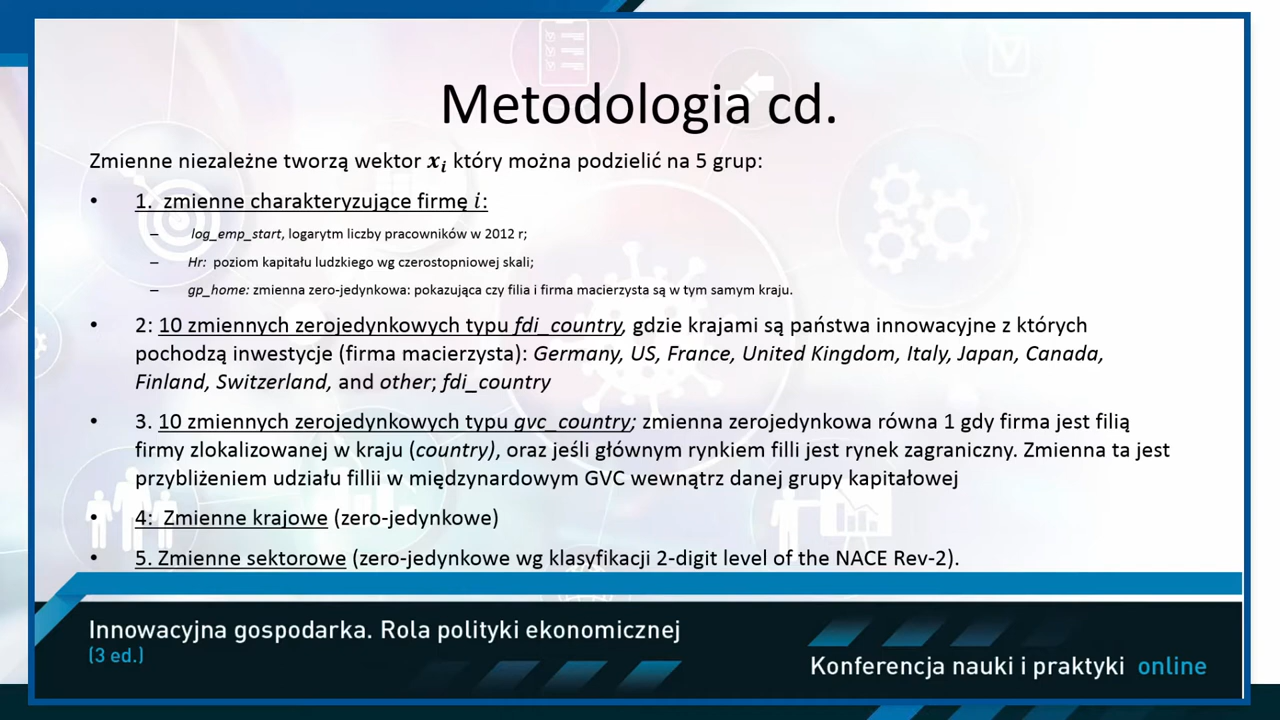 Metodologia cd.
Zmienne niezależne tworzą wektor x_i który można podzielić na 5 grup:
• 1. zmienne charakteryzujące firmę i:
– log_emp_start, logarytm liczby pracowników w 2012 r;
– Hr: poziom kapitału ludzkiego wg czerostopniowej skali;
– gp_home: zmienna zero-jedynkowa: pokazująca czy filia i firma macierzysta są w tym samym kraju.
• 2: 10 zmiennych zerojedynkowych typu fdi_country, gdzie krajami są państwa innowacyjne z których
pochodzą inwestycje (firma macierzysta): Germany, US, France, United Kingdom, Italy, Japan, Canada,
Finland, Switzerland, and other; fdi_country
• 3. 10 zmiennych zerojedynkowych typu gvc_country; zmienna zerojedynkowa równa 1 gdy firma jest filią
firmy zlokalizowanej w kraju (country), oraz jeśli głównym rynkiem filli jest rynek zagraniczny. Zmienna ta jest
przybliżeniem udziału fillii w międzynardowym GVC wewnątrz danej grupy kapitałowej
• 4: Zmienne krajowe (zero-jedynkowe)
• 5. Zmienne sektorowe (zero-jedynkowe wg klasyfikacji 2-digit level of the NACE Rev-2).
Innowacyjna gospodarka. Rola polityki ekonomicznej
(3 ed.)
Konferencja nauki i praktyki online